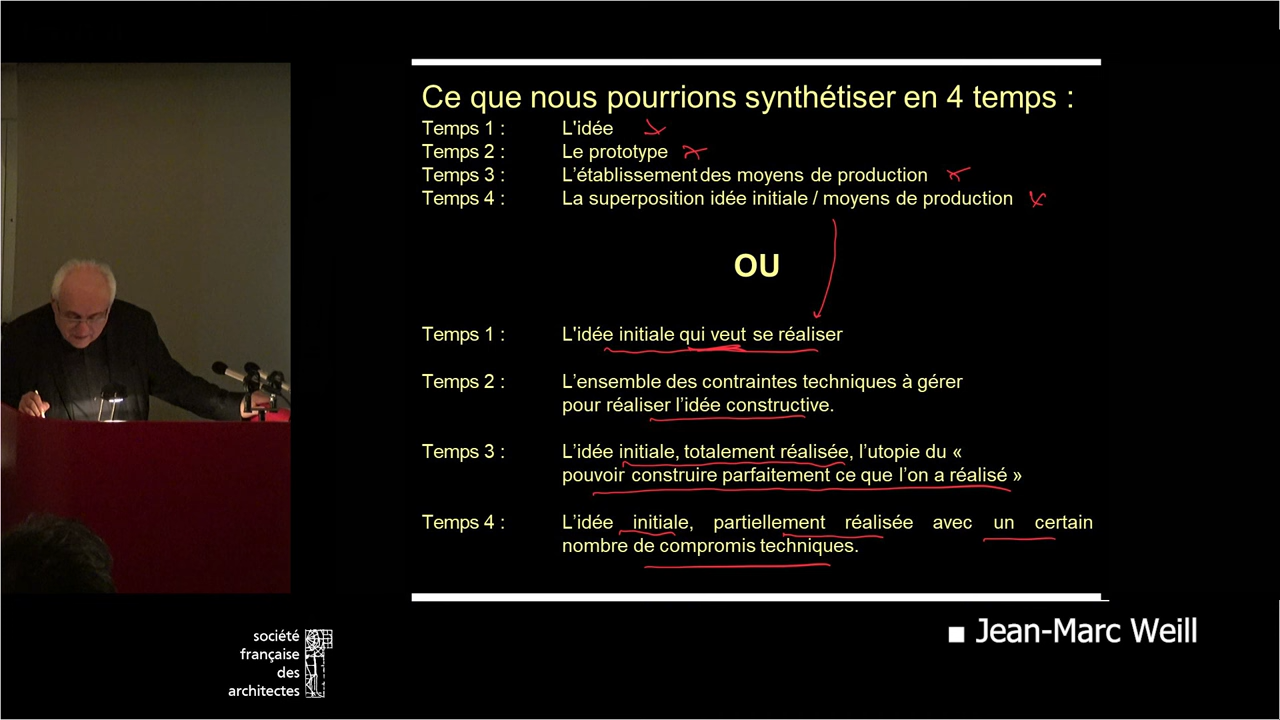 Ce que nous pourrions synthétiser en 4 temps :
Temps 1 : L'idée
Temps 2 : Le prototype
Temps 3 : L'établissement des moyens de production
Temps 4 : La superposition idée initiale / moyens de production
OU
Temps 1 : L'idée initiale qui veut se réaliser
Temps 2 : L'ensemble des contraintes techniques à gérer
pour réaliser l'idée constructive.
Temps 3 : L'idée initiale, totalement réalisée, l'utopie du «
pouvoir construire parfaitement ce que l'on a réalisé »
Temps 4 : L'idée initiale, partiellement réalisée avec un certain
nombre de compromis techniques.
Jean-Marc Weill
société
française
des
architectes